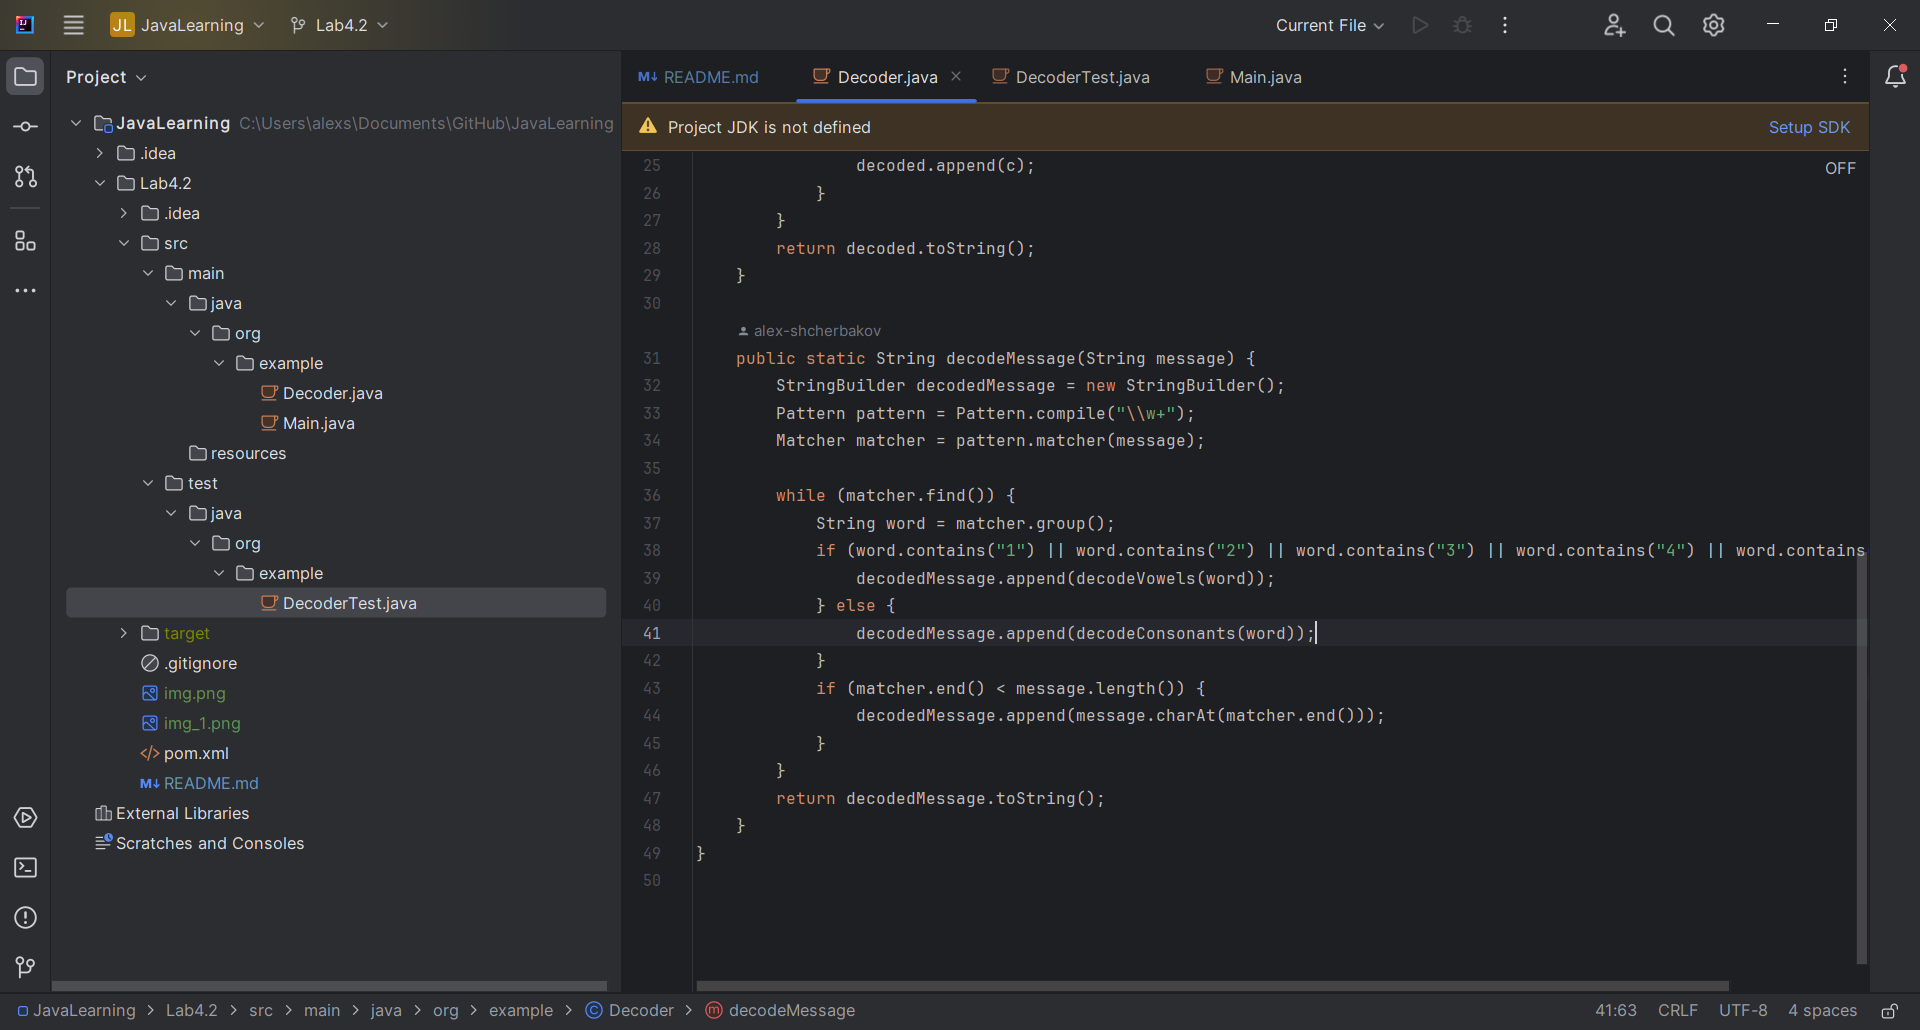 JL JavaLearning Lab4.2 Current File
Project
JavaLearning C:\Users\alexs\Documents\GitHub\JavaLearning
.idea
Lab4.2
.idea
src
main
java
org
example
Decoder.java
Main.java
resources
test
java
org
example
DecoderTest.java
target
.gitignore
img.png
img_1.png
pom.xml
README.md
External Libraries
Scratches and Consoles
README.md Decoder.java DecoderTest.java Main.java
Project JDK is not defined Setup SDK
OFF
25 decoded.append(c);
26 }
27 }
28 return decoded.toString();
29 }
30
alex-shcherbakov
31 public static String decodeMessage(String message) {
32 StringBuilder decodedMessage = new StringBuilder();
33 Pattern pattern = Pattern.compile("\\w+");
34 Matcher matcher = pattern.matcher(message);
35
36 while (matcher.find()) {
37 String word = matcher.group();
38 if (word.contains("1") || word.contains("2") || word.contains("3") || word.contains("4") || word.contains
39 decodedMessage.append(decodeVowels(word));
40 } else {
41 decodedMessage.append(decodeConsonants(word));
42 }
43 if (matcher.end() < message.length()) {
44 decodedMessage.append(message.charAt(matcher.end()));
45 }
46 }
47 return decodedMessage.toString();
48 }
49 }
50
JavaLearning > Lab4.2 > src > main > java > org > example > Decoder > decodeMessage 41:63 CRLF UTF-8 4 spaces